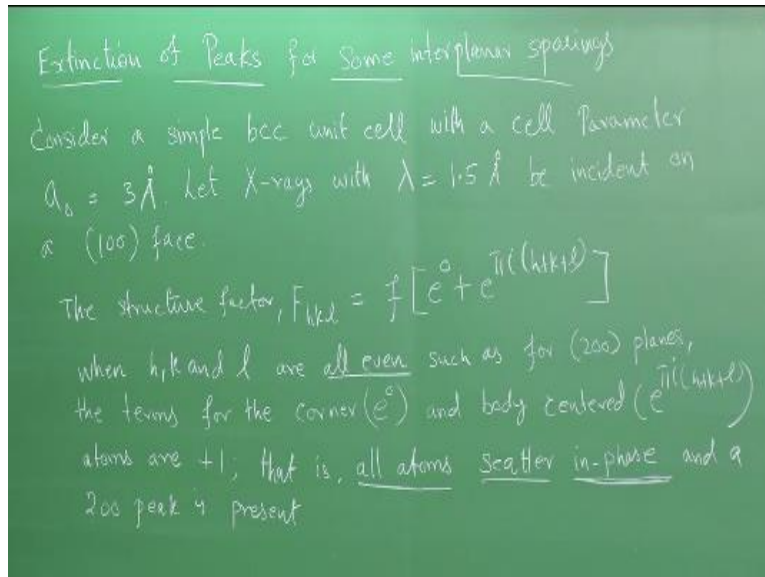 Extinction of Peaks for Some interplanar spacings
Consider a simple bcc unit cell with a cell Parameter
a₀ = 3 Å. Let X-rays with λ = 1.5 Å be incident on
a (100) face.
The structure factor, F_hkl = f [e⁰ + e^πi(h+k+l)]
when h, k and l are all even such as for (200) planes,
the terms for the corner (e⁰) and body centered (e^πi(h+k+l))
atoms are +1; that is, all atoms scatter in-phase and a
200 peak is present